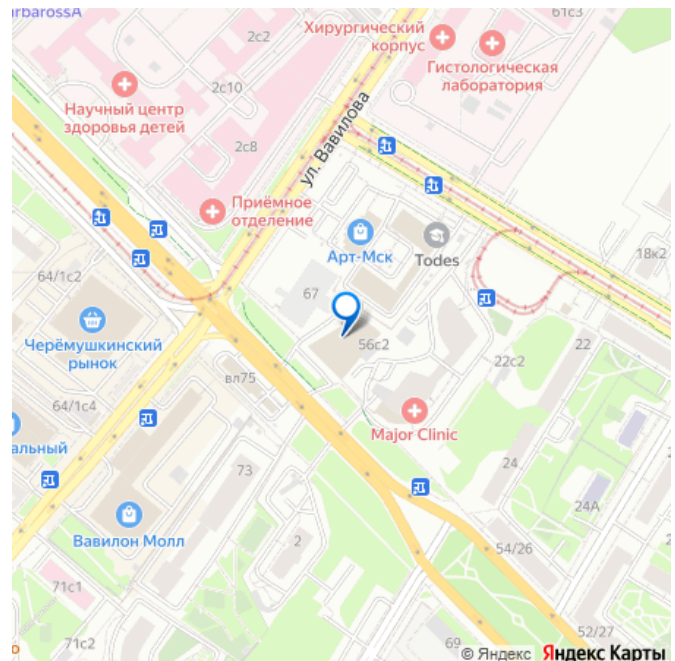 rbarossA
2с2
Хирургический
корпус
61с3
Гистологическая
лаборатория
2с10
Научный центр
здоровья детей
2с8
ул. Вавилова
Приёмное
отделение
Арт-Мск
Todes
18к2
64/1с2
67
Черёмушкинский
рынок
56с2
22с2
22
вл75
64/1с4
Major Clinic
альный
24
73
24А
Вавилон Молл
2
54/26
71с1
71с2
69
52/27
о
© Яндекс Яндекс Карты